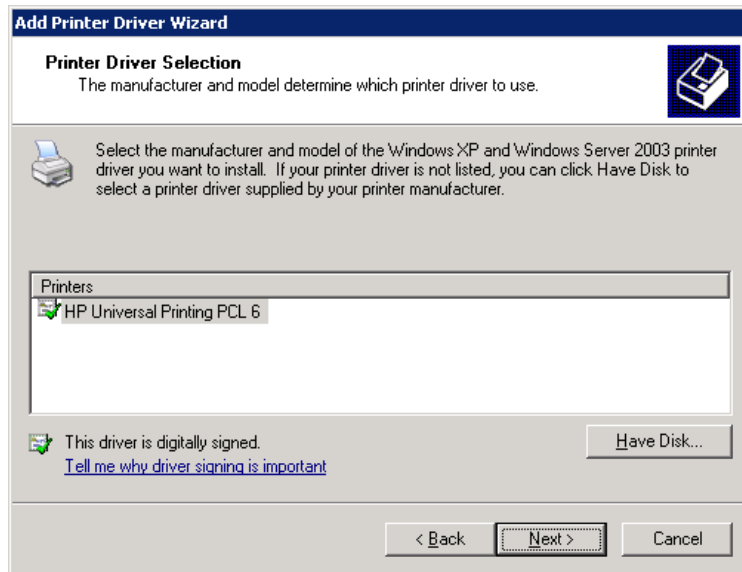 Add Printer Driver Wizard
Printer Driver Selection
The manufacturer and model determine which printer driver to use.
Select the manufacturer and model of the Windows XP and Windows Server 2003 printer
driver you want to install. If your printer driver is not listed, you can click Have Disk to
select a printer driver supplied by your printer manufacturer.
Printers
HP Universal Printing PCL 6
This driver is digitally signed.
Have Disk...
Tell me why driver signing is important
< Back
Next >
Cancel